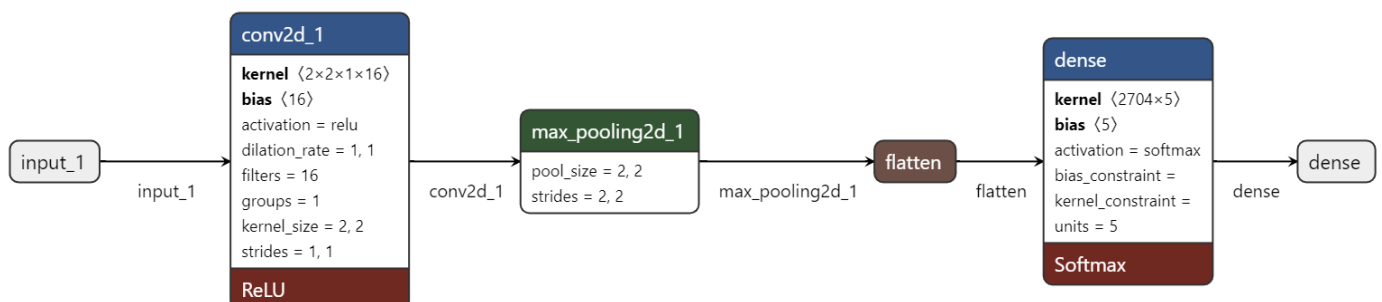 input_1
input_1
conv2d_1
kernel 〈2×2×1×16〉
bias 〈16〉
activation = relu
dilation_rate = 1, 1
filters = 16
groups = 1
kernel_size = 2, 2
strides = 1, 1
ReLU
conv2d_1
max_pooling2d_1
pool_size = 2, 2
strides = 2, 2
max_pooling2d_1
flatten
flatten
dense
kernel 〈2704×5〉
bias 〈5〉
activation = softmax
bias_constraint =
kernel_constraint =
units = 5
Softmax
dense
dense